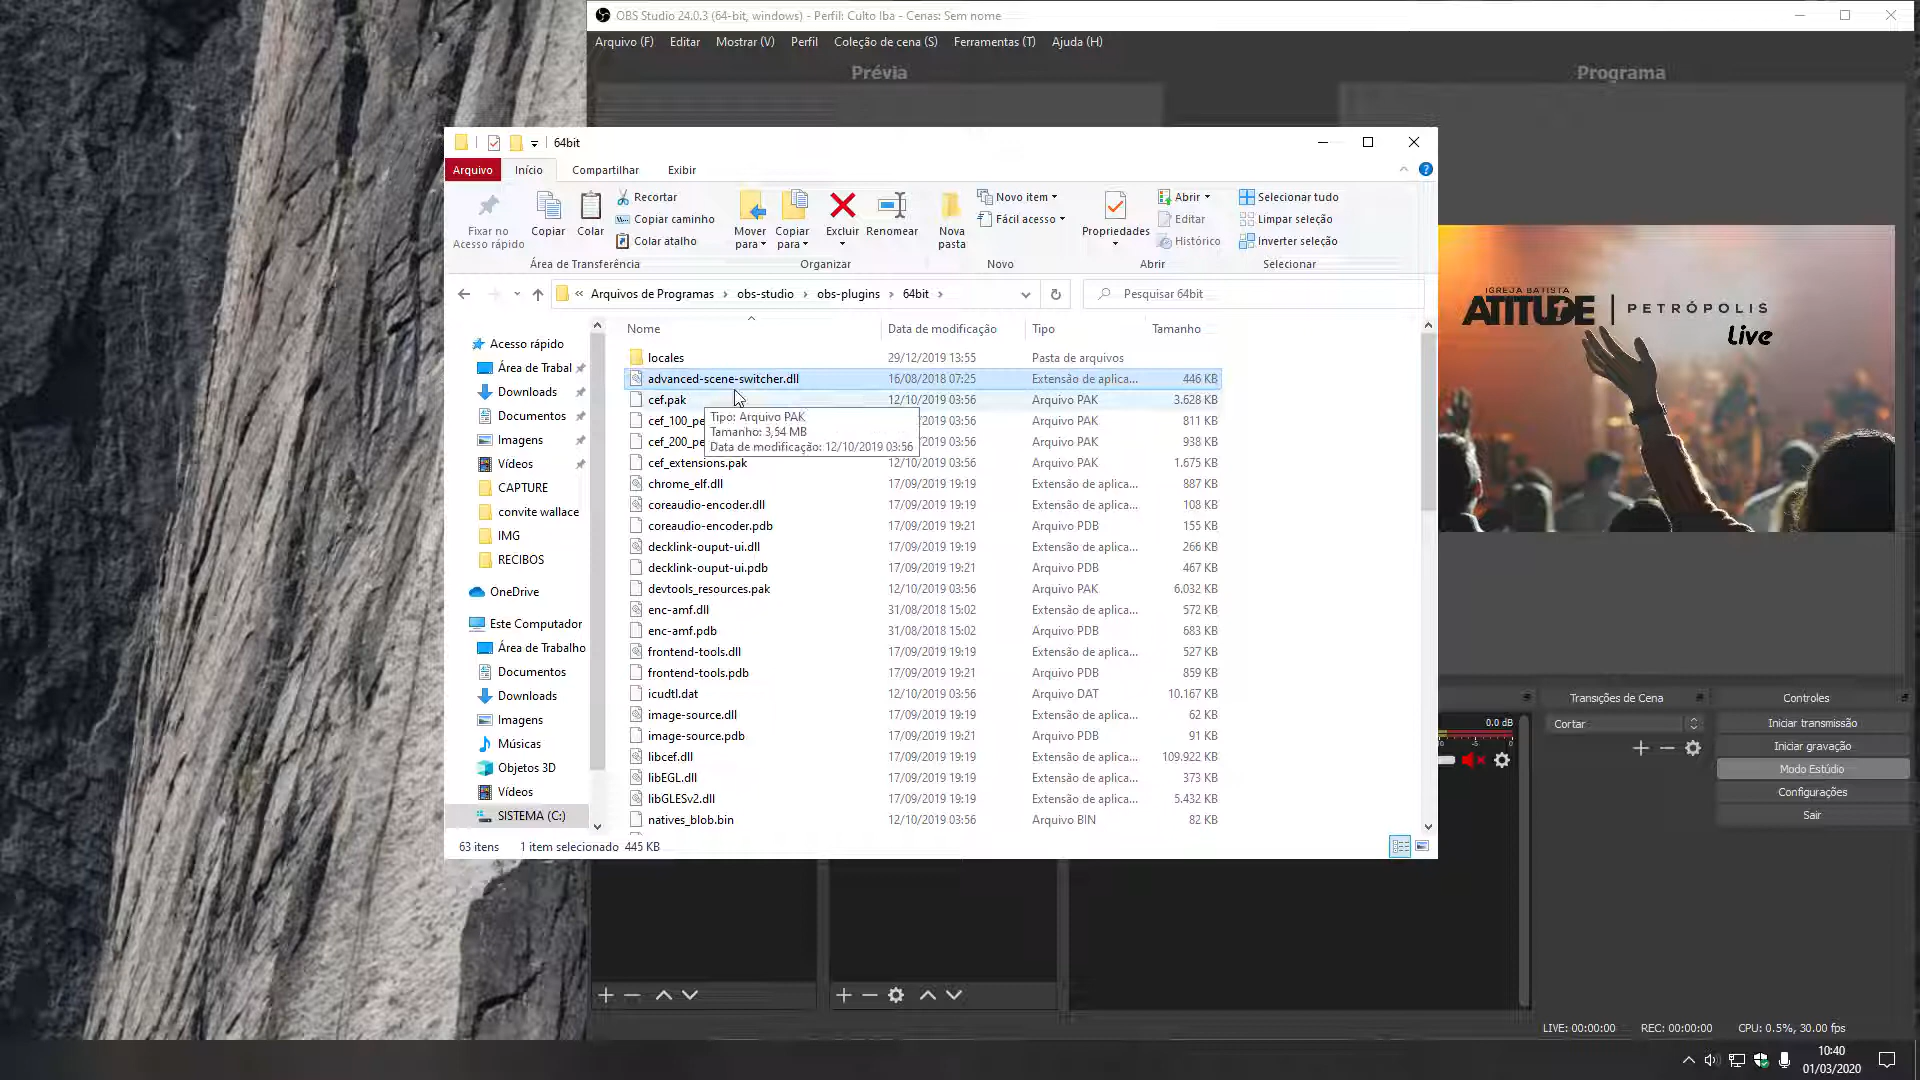 OBS Studio 24.0.3 (64-bit, windows) - Perfil: Culto Iba - Cenas: Sem nome
Arquivo (F) Editar Mostrar (V) Perfil Coleção de cena (S) Ferramentas (T) Ajuda (H)
Prévia Programa
64bit
Arquivo Início Compartilhar Exibir
Fixar no Acesso rápido
Copiar
Colar
Recortar
Copiar caminho
Colar atalho
Área de Transferência
Mover para
Copiar para
Excluir
Renomear
Organizar
Nova pasta
Novo item
Fácil acesso
Novo
Propriedades
Abrir
Editar
Histórico
Abrir
Selecionar tudo
Limpar seleção
Inverter seleção
Selecionar
« Arquivos de Programas › obs-studio › obs-plugins › 64bit ›
Pesquisar 64bit
Acesso rápido
Área de Trabal
Downloads
Documentos
Imagens
Vídeos
CAPTURE
convite wallace
IMG
RECIBOS
OneDrive
Este Computador
Área de Trabalho
Documentos
Downloads
Imagens
Músicas
Objetos 3D
Vídeos
SISTEMA (C:)
Nome Data de modificação Tipo Tamanho
locales 29/12/2019 13:55 Pasta de arquivos
advanced-scene-switcher.dll 16/08/2018 07:25 Extensão de aplica... 446 KB
cef.pak 12/10/2019 03:56 Arquivo PAK 3.628 KB
cef_100_pe Arquivo PAK 811 KB
cef_200_pe Arquivo PAK 938 KB
cef_extensions.pak 12/10/2019 03:56 Arquivo PAK 1.675 KB
chrome_elf.dll 17/09/2019 19:19 Extensão de aplica... 887 KB
coreaudio-encoder.dll 17/09/2019 19:19 Extensão de aplica... 108 KB
coreaudio-encoder.pdb 17/09/2019 19:21 Arquivo PDB 155 KB
decklink-ouput-ui.dll 17/09/2019 19:19 Extensão de aplica... 266 KB
decklink-ouput-ui.pdb 17/09/2019 19:21 Arquivo PDB 467 KB
devtools_resources.pak 12/10/2019 03:56 Arquivo PAK 6.032 KB
enc-amf.dll 31/08/2018 15:02 Extensão de aplica... 572 KB
enc-amf.pdb 31/08/2018 15:02 Arquivo PDB 683 KB
frontend-tools.dll 17/09/2019 19:19 Extensão de aplica... 527 KB
frontend-tools.pdb 17/09/2019 19:21 Arquivo PDB 859 KB
icudtl.dat 12/10/2019 03:56 Arquivo DAT 10.167 KB
image-source.dll 17/09/2019 19:19 Extensão de aplica... 62 KB
image-source.pdb 17/09/2019 19:21 Arquivo PDB 91 KB
libcef.dll 17/09/2019 19:19 Extensão de aplica... 109.922 KB
libEGL.dll 17/09/2019 19:19 Extensão de aplica... 373 KB
libGLESv2.dll 17/09/2019 19:19 Extensão de aplica... 5.432 KB
natives_blob.bin 12/10/2019 03:56 Arquivo BIN 82 KB
Tipo: Arquivo PAK
Tamanho: 3,54 MB
Data de modificação: 12/10/2019 03:56
63 itens 1 item selecionado 445 KB
IGREJA BATISTA
ATITUDE | PETRÓPOLIS
Live
0.0 dB
-5 0
Transições de Cena
Cortar
Controles
Iniciar transmissão
Iniciar gravação
Modo Estúdio
Configurações
Sair
LIVE: 00:00:00 REC: 00:00:00 CPU: 0.5%, 30.00 fps
10:40
01/03/2020